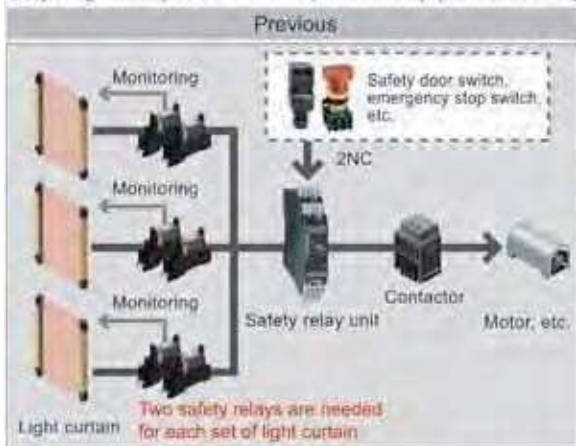 Previous
Monitoring
Safety door switch,
emergency stop switch,
etc.
2NC
Monitoring
Monitoring
Contactor
Safety relay unit
Motor, etc.
Two safety relays are needed
for each set of light curtain
Light curtain